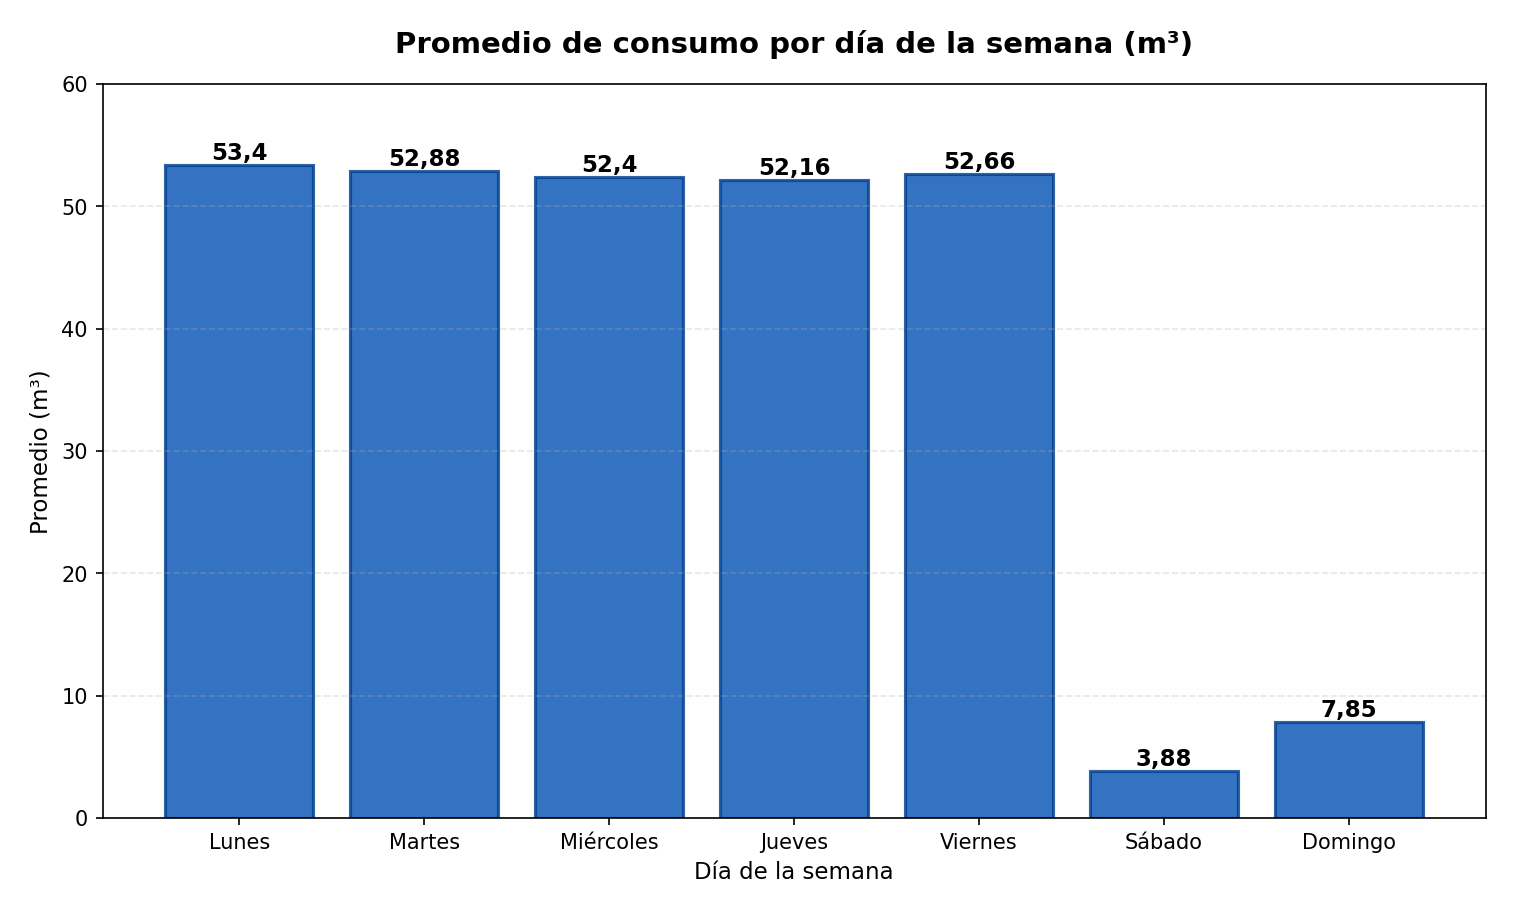 Promedio de consumo por día de la semana (m³)
Promedio (m³)
60
50
40
30
20
10
0
53,4
52,88
52,4
52,16
52,66
3,88
7,85
Lunes
Martes
Miércoles
Jueves
Viernes
Sábado
Domingo
Día de la semana